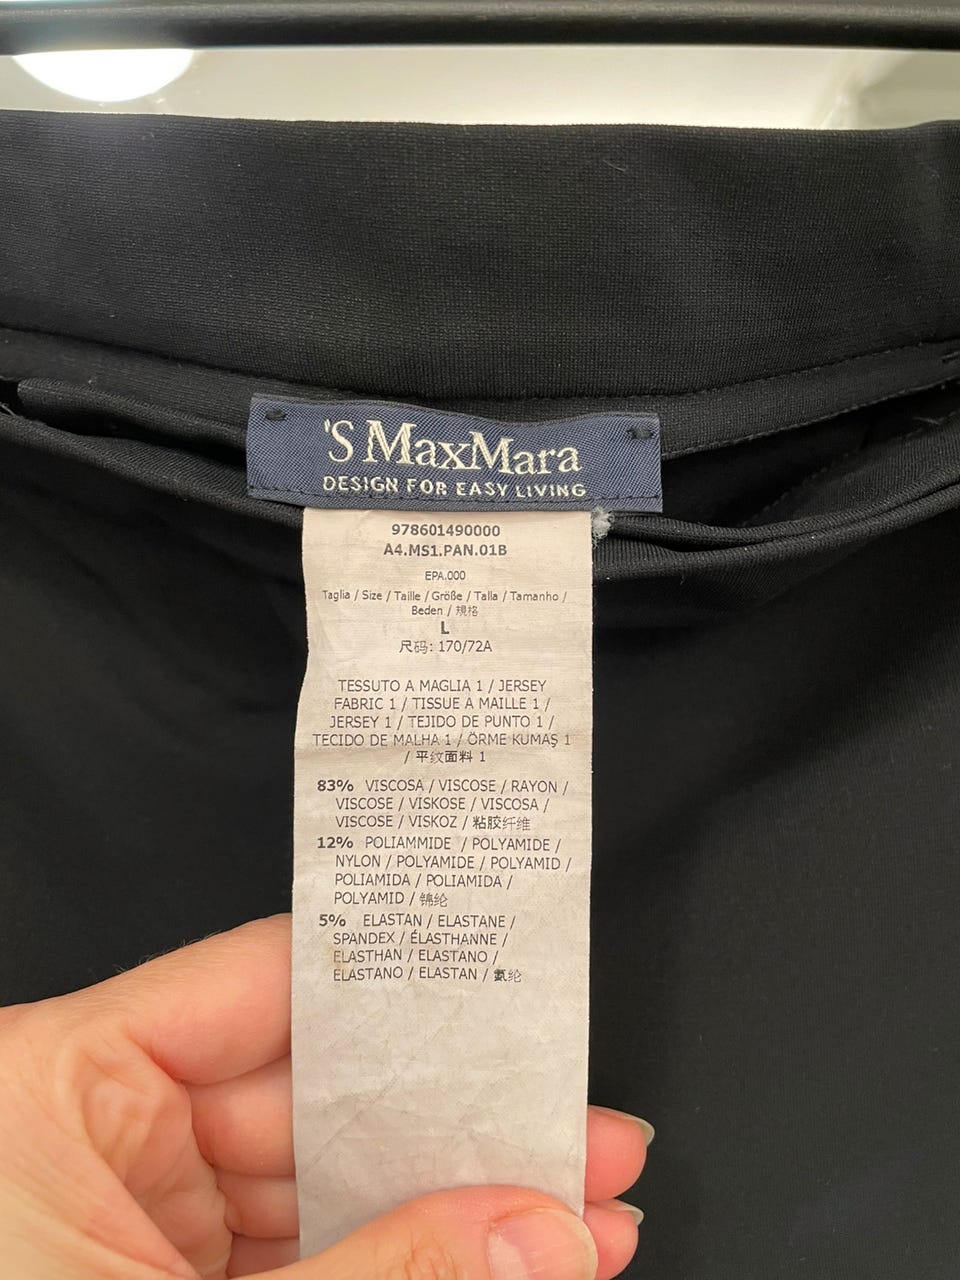 'S MaxMara
DESIGN FOR EASY LIVING
978601490000
A4.MS1.PAN.01B
EPA.000
Taglia / Size / Taille / Größe / Talla / Tamanho /
Beden / 規格
L
尺码: 170/72A
TESSUTO A MAGLIA 1 / JERSEY
FABRIC 1 / TISSUE A MAILLE 1 /
JERSEY 1 / TEJIDO DE PUNTO 1 /
TECIDO DE MALHA 1 / ÖRME KUMAŞ 1
/ 平纹面料 1
83% VISCOSA / VISCOSE / RAYON /
VISCOSE / VISKOSE / VISCOSA /
VISCOSE / VISKOZ / 粘胶纤维
12% POLIAMMIDE / POLYAMIDE /
NYLON / POLYAMIDE / POLYAMID /
POLIAMIDA / POLIAMIDA /
POLYAMID / 锦纶
5% ELASTAN / ELASTANE /
SPANDEX / ÉLASTHANNE /
ELASTHAN / ELASTANO /
ELASTANO / ELASTAN / 氨纶